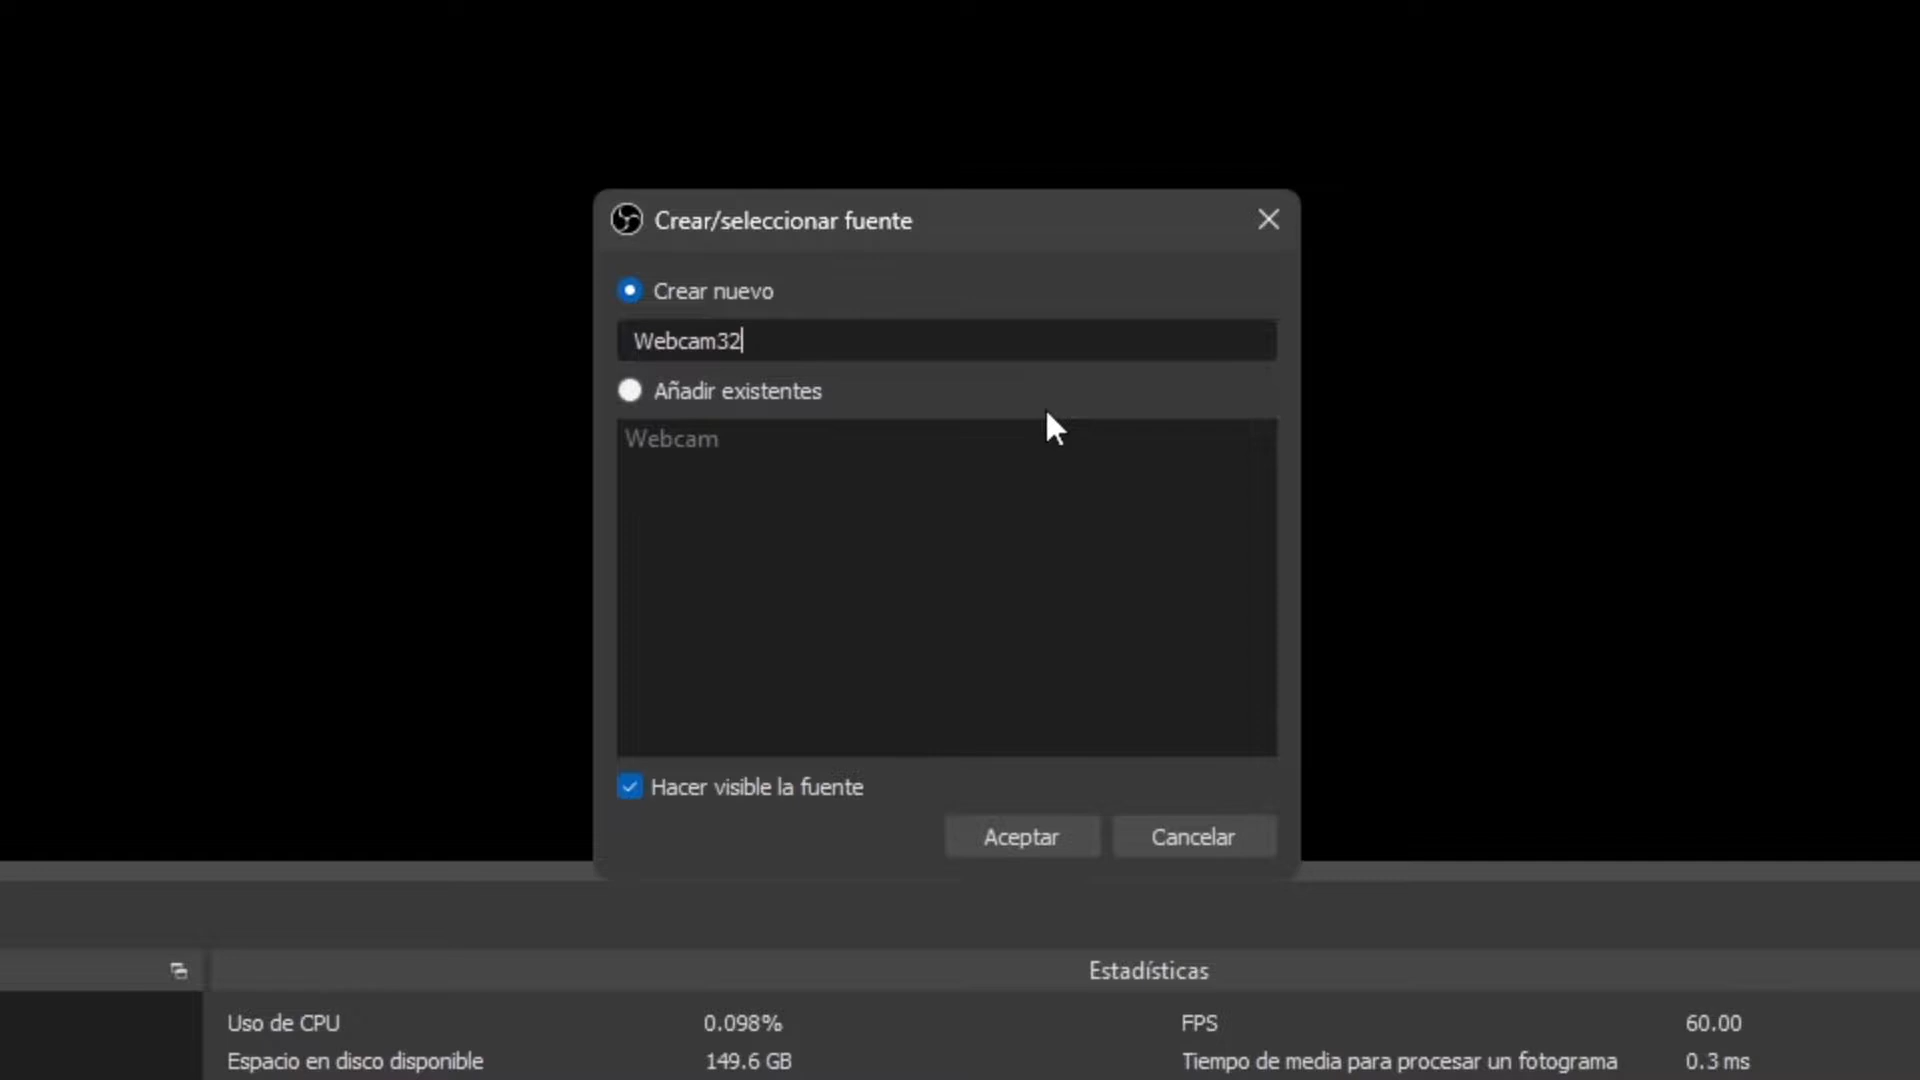 Crear/seleccionar fuente
Crear nuevo
Webcam32
Añadir existentes
Webcam
Hacer visible la fuente
Aceptar Cancelar
Estadísticas
Uso de CPU 0.098% FPS 60.00
Espacio en disco disponible 149.6 GB Tiempo de media para procesar un fotograma 0.3 ms